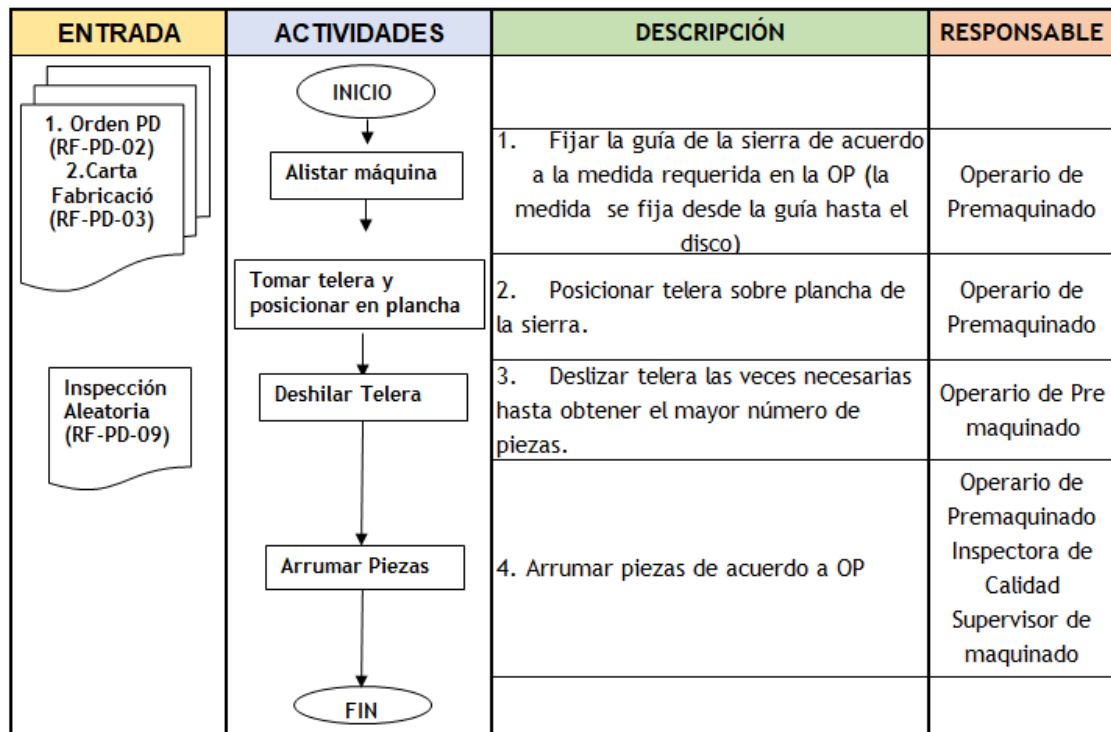 ENTRADA
ACTIVIDADES
DESCRIPCIÓN
RESPONSABLE
INICIO
1. Orden PD
(RF-PD-02)
2.Carta
Fabricació
(RF-PD-03)
Alistar máquina
1. Fijar la guía de la sierra de acuerdo
a la medida requerida en la OP (la
medida se fija desde la guía hasta el
disco)
Operario de
Premaquinado
Tomar telera y
posicionar en plancha
2. Posicionar telera sobre plancha de
la sierra.
Operario de
Premaquinado
Inspección
Aleatoria
(RF-PD-09)
Deshilar Telera
3. Deslizar telera las veces necesarias
hasta obtener el mayor número de
piezas.
Operario de Pre
maquinado
Arrumar Piezas
4. Arrumar piezas de acuerdo a OP
Operario de
Premaquinado
Inspectora de
Calidad
Supervisor de
maquinado
FIN